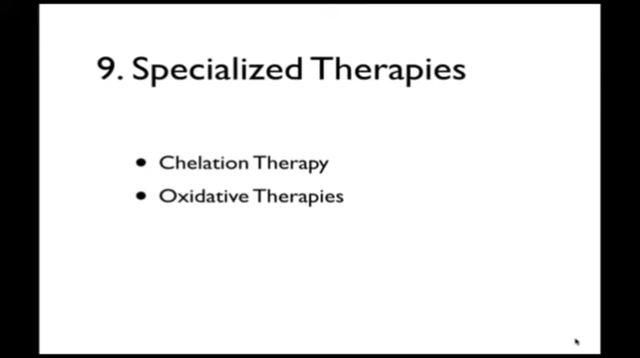 9. Specialized Therapies
• Chelation Therapy
• Oxidative Therapies